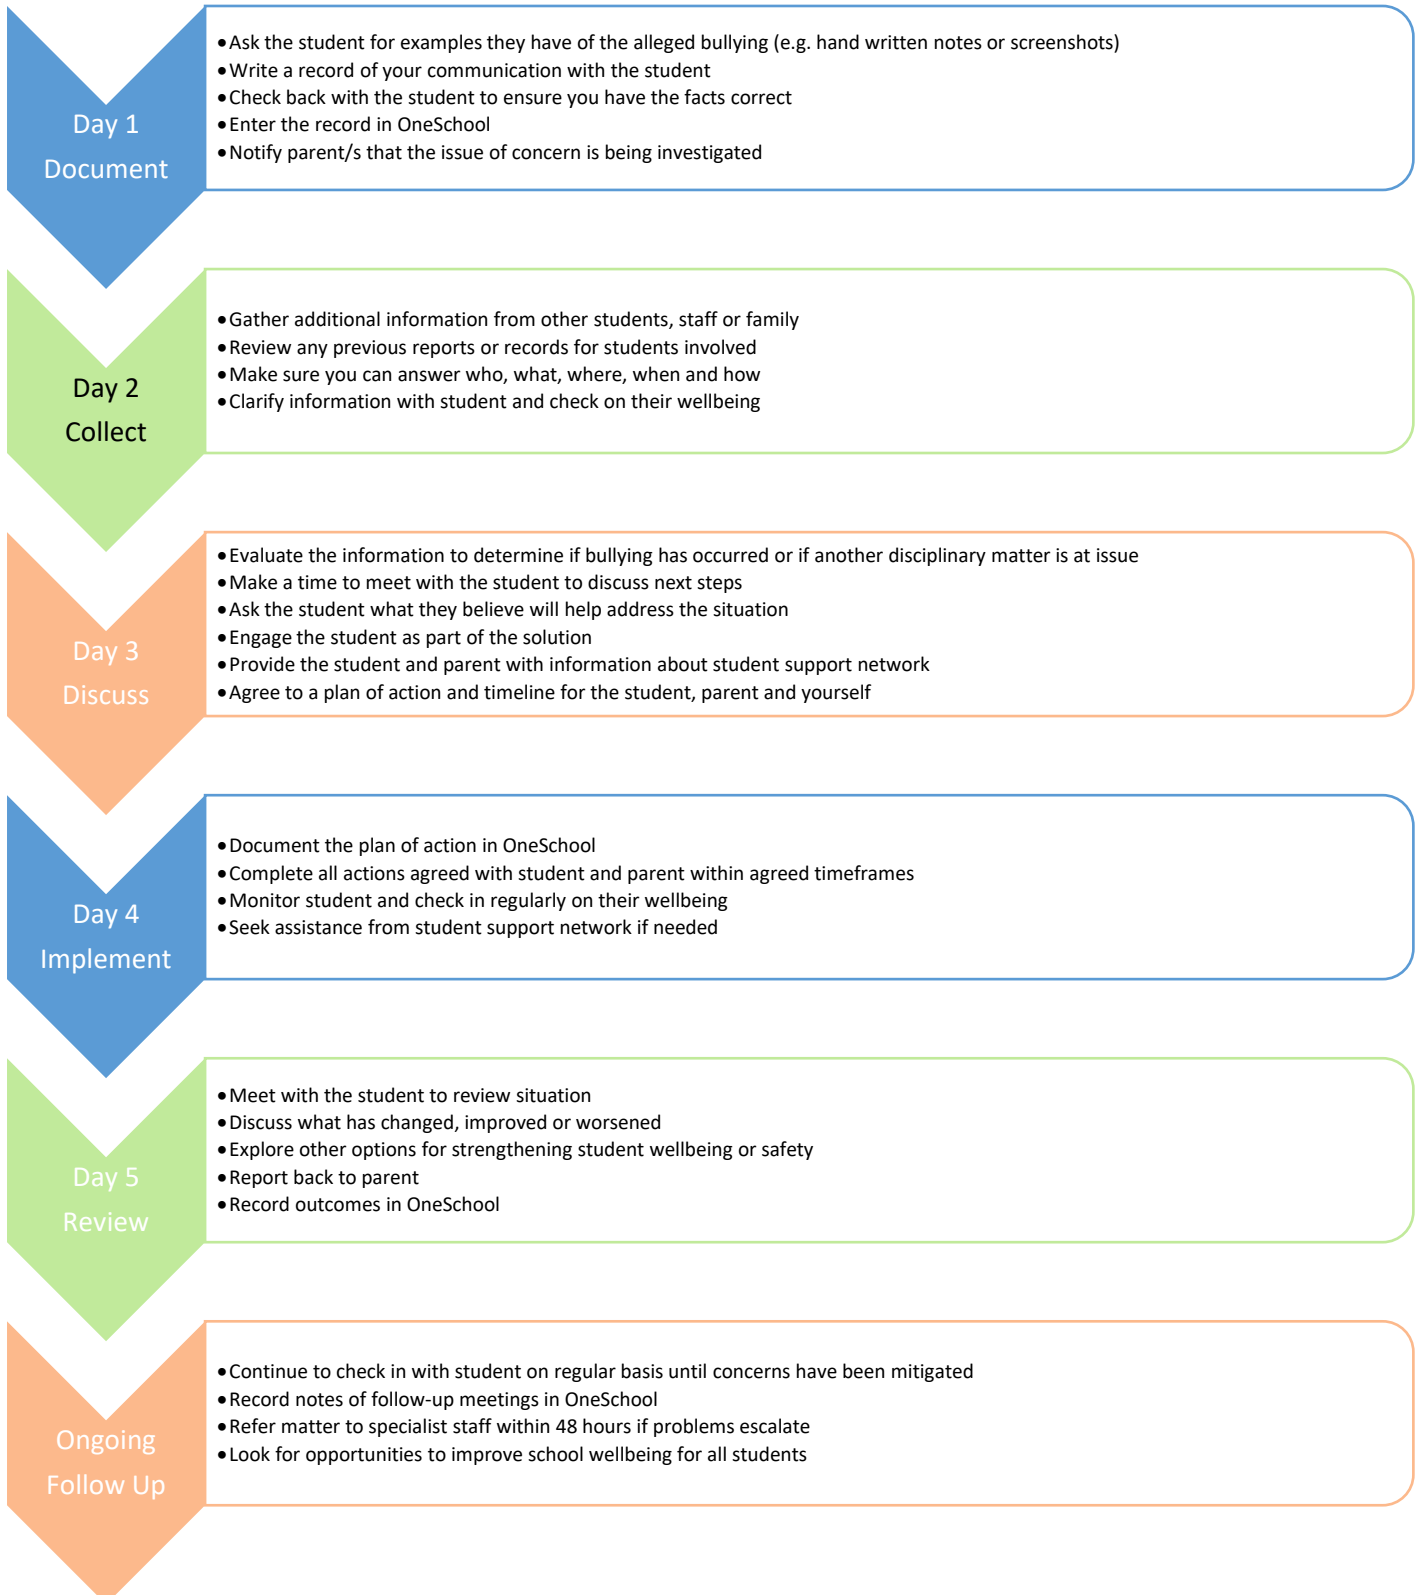 Day 1
Document
•Ask the student for examples they have of the alleged bullying (e.g. hand written notes or screenshots)
•Write a record of your communication with the student
•Check back with the student to ensure you have the facts correct
•Enter the record in OneSchool
•Notify parent/s that the issue of concern is being investigated
Day 2
Collect
•Gather additional information from other students, staff or family
•Review any previous reports or records for students involved
•Make sure you can answer who, what, where, when and how
•Clarify information with student and check on their wellbeing
Day 3
Discuss
•Evaluate the information to determine if bullying has occurred or if another disciplinary matter is at issue
•Make a time to meet with the student to discuss next steps
•Ask the student what they believe will help address the situation
•Engage the student as part of the solution
•Provide the student and parent with information about student support network
•Agree to a plan of action and timeline for the student, parent and yourself
Day 4
Implement
•Document the plan of action in OneSchool
•Complete all actions agreed with student and parent within agreed timeframes
•Monitor student and check in regularly on their wellbeing
•Seek assistance from student support network if needed
Day 5
Review
•Meet with the student to review situation
•Discuss what has changed, improved or worsened
•Explore other options for strengthening student wellbeing or safety
•Report back to parent
•Record outcomes in OneSchool
Ongoing
Follow Up
•Continue to check in with student on regular basis until concerns have been mitigated
•Record notes of follow-up meetings in OneSchool
•Refer matter to specialist staff within 48 hours if problems escalate
•Look for opportunities to improve school wellbeing for all students